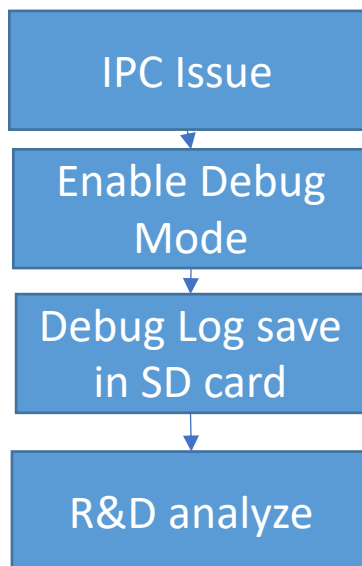 IPC Issue
Enable Debug
Mode
Debug Log save
in SD card
R&D analyze